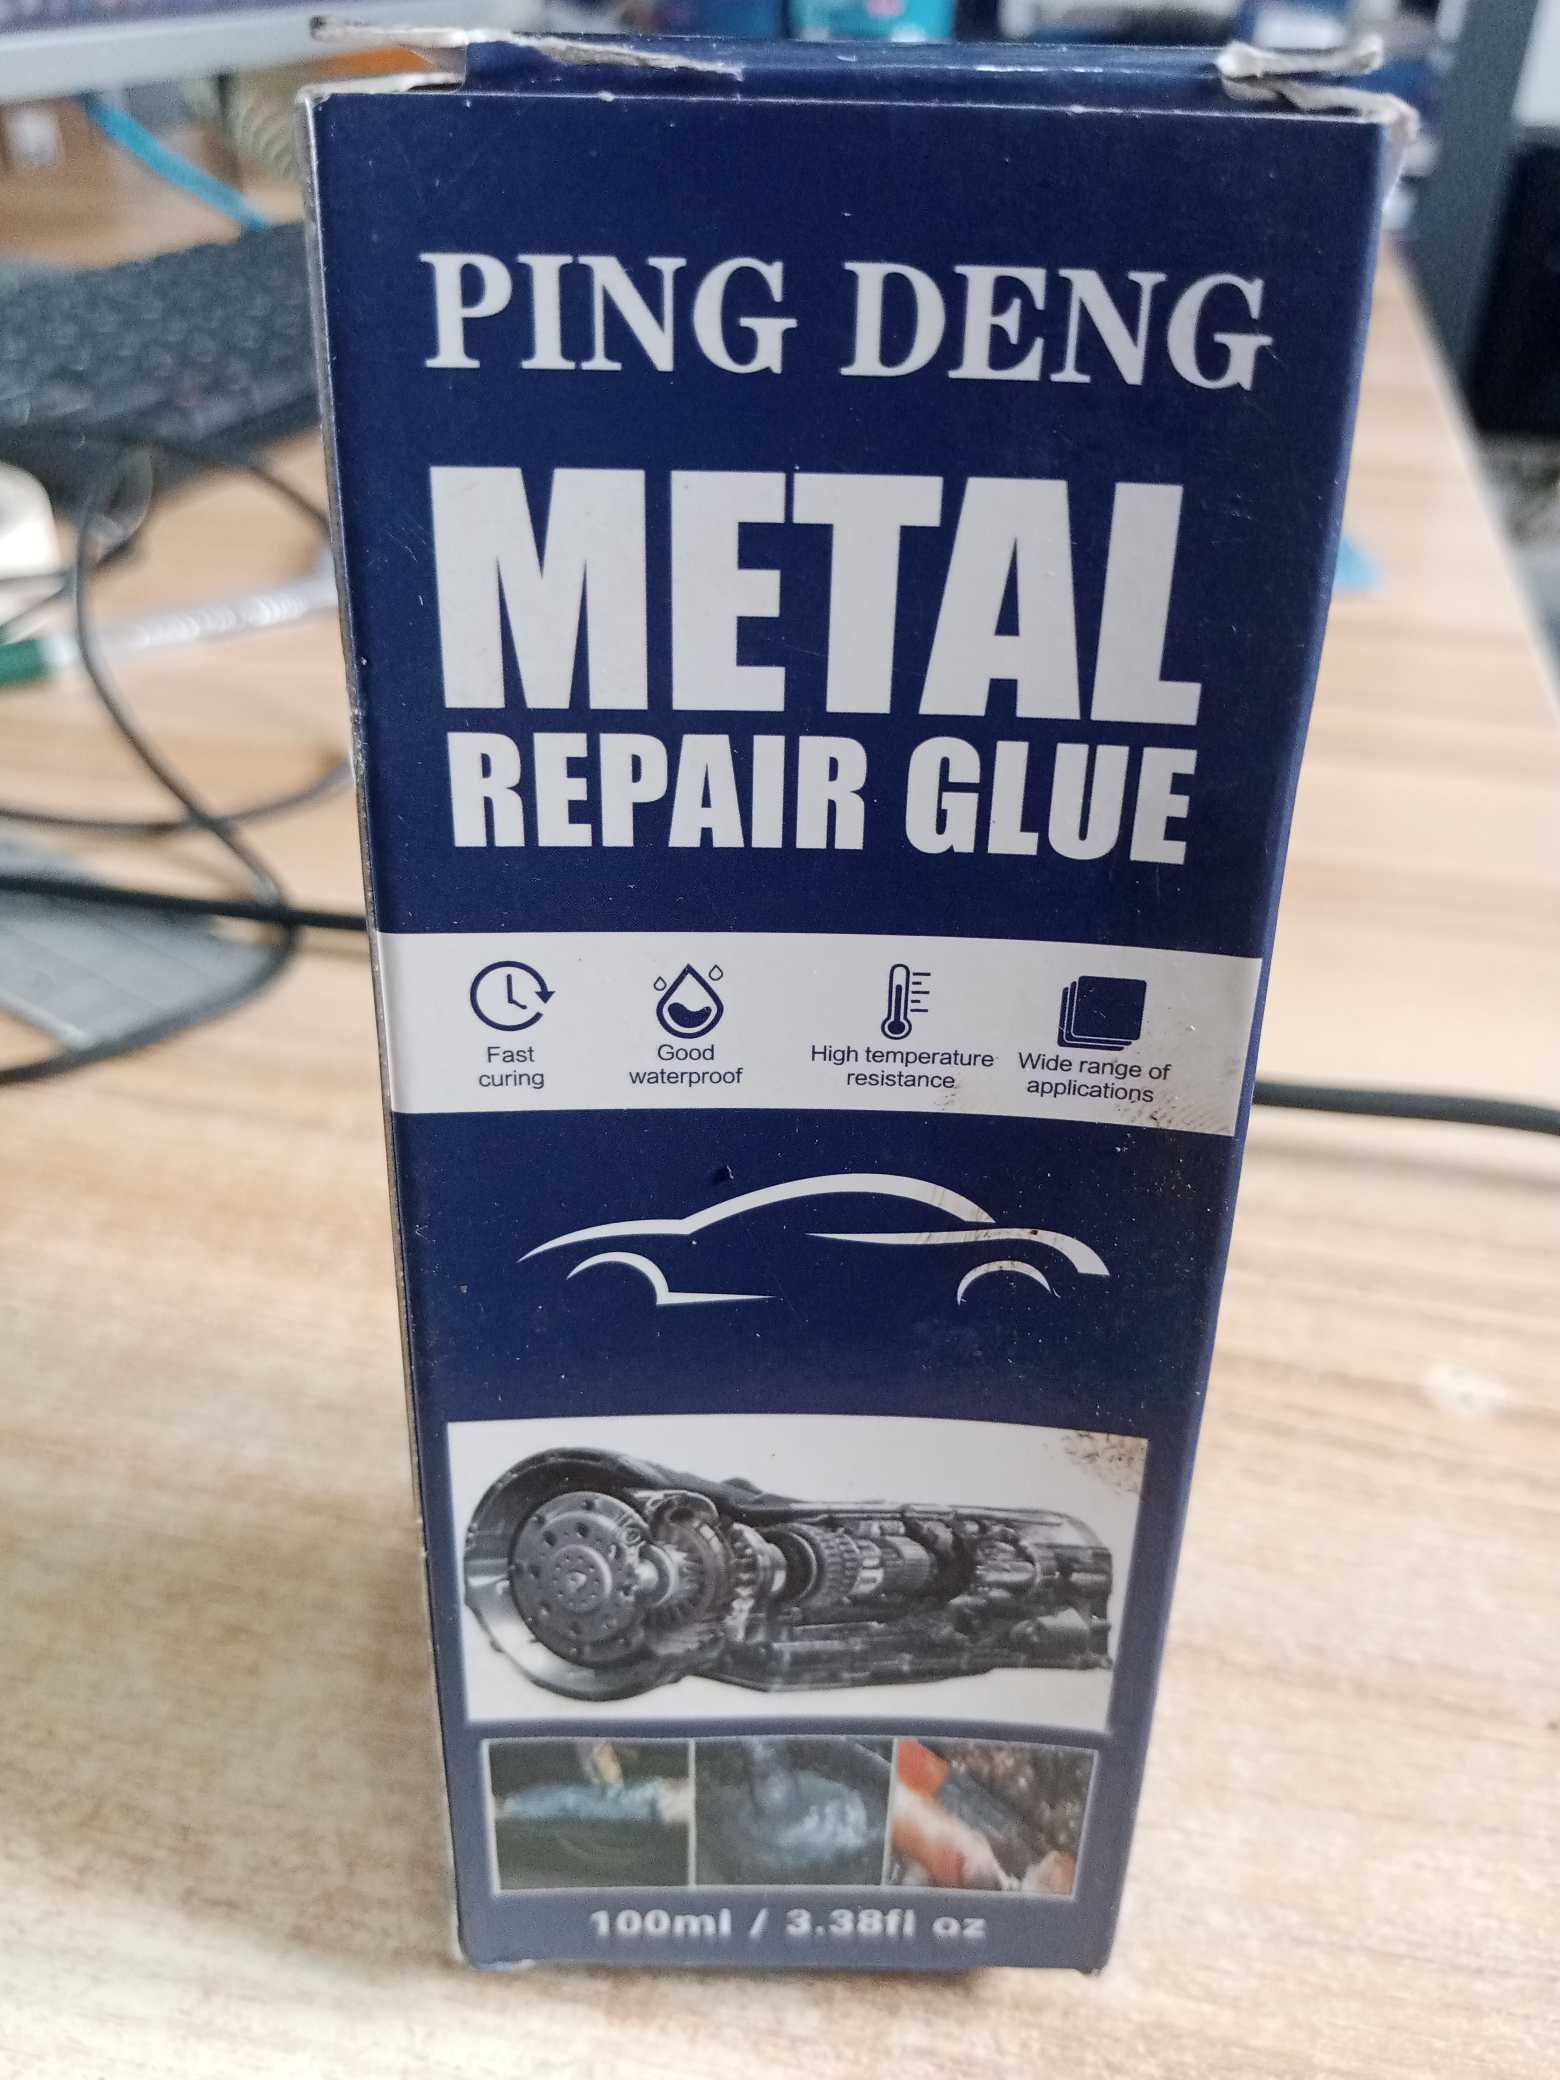 PING DENG
METAL
REPAIR GLUE
Fast
curing
Good
waterproof
High temperature
resistance
Wide range of
applications
100ml / 3.38fl oz